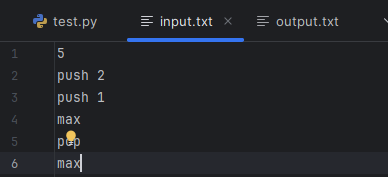 test.py input.txt output.txt
1 5
2 push 2
3 push 1
4 max
5 pop
6 max